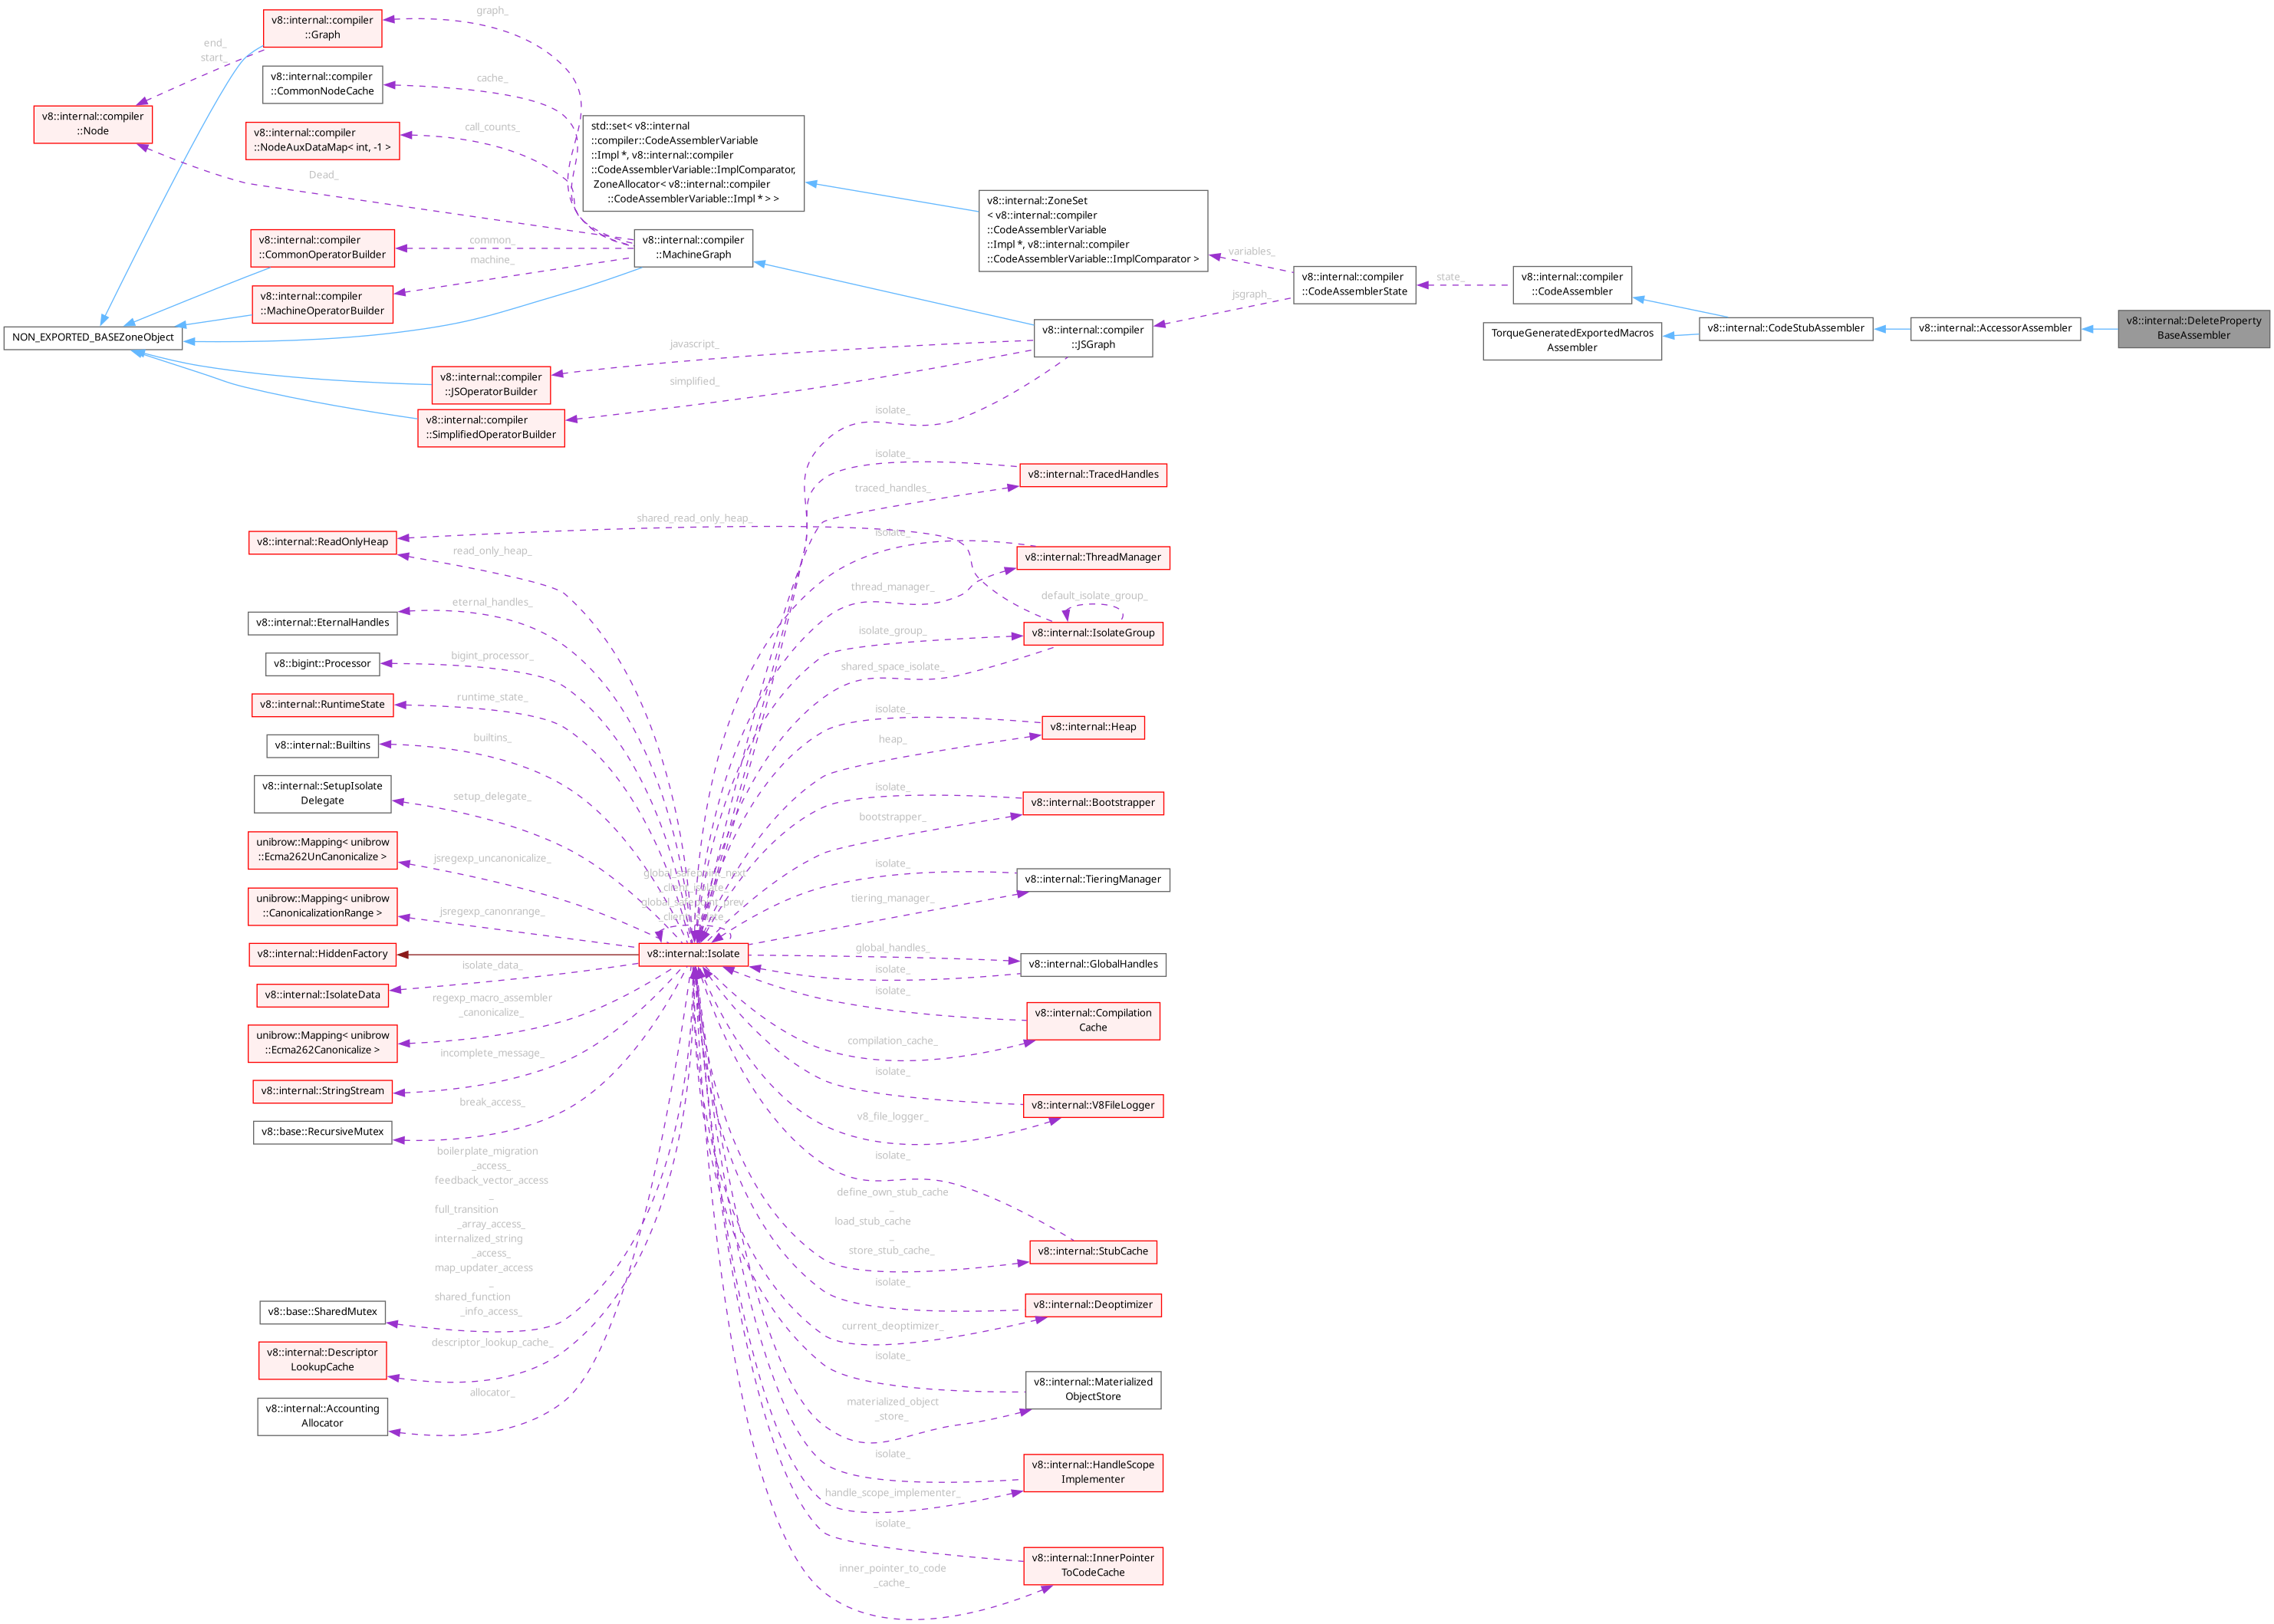 v8::internal::compiler
::Graph
graph_
end_
start_
v8::internal::compiler
::CommonNodeCache
cache_
v8::internal::compiler
::Node
v8::internal::compiler
::NodeAuxDataMap< int, -1 >
call_counts_
Dead_
std::set< v8::internal
::compiler::CodeAssemblerVariable
::Impl *, v8::internal::compiler
::CodeAssemblerVariable::ImplComparator,
ZoneAllocator< v8::internal::compiler
::CodeAssemblerVariable::Impl * > >
v8::internal::ZoneSet
< v8::internal::compiler
::CodeAssemblerVariable
::Impl *, v8::internal::compiler
::CodeAssemblerVariable::ImplComparator >
v8::internal::compiler
::CommonOperatorBuilder
common_
machine_
v8::internal::compiler
::MachineGraph
variables_
v8::internal::compiler
::CodeAssemblerState
state_
v8::internal::compiler
::CodeAssembler
v8::internal::compiler
::MachineOperatorBuilder
jsgraph_
NON_EXPORTED_BASEZoneObject
v8::internal::compiler
::JSGraph
TorqueGeneratedExportedMacros
Assembler
v8::internal::CodeStubAssembler
v8::internal::AccessorAssembler
v8::internal::DeleteProperty
BaseAssembler
javascript_
v8::internal::compiler
::JSOperatorBuilder
simplified_
v8::internal::compiler
::SimplifiedOperatorBuilder
isolate_
isolate_
v8::internal::TracedHandles
traced_handles_
shared_read_only_heap_
isolate_
v8::internal::ReadOnlyHeap
read_only_heap_
v8::internal::ThreadManager
thread_manager_
default_isolate_group_
v8::internal::EternalHandles
eternal_handles_
isolate_group_
v8::internal::IsolateGroup
v8::bigint::Processor
bigint_processor_
shared_space_isolate_
v8::internal::RuntimeState
runtime_state_
isolate_
v8::internal::Heap
heap_
v8::internal::Builtins
builtins_
v8::internal::SetupIsolate
Delegate
setup_delegate_
isolate_
v8::internal::Bootstrapper
bootstrapper_
unibrow::Mapping< unibrow
::Ecma262UnCanonicalize >
jsregexp_uncanonicalize_
isolate_
v8::internal::TieringManager
tiering_manager_
global_safepoint_next
_client_isolate_
global_safepoint_prev
_client_isolate_
unibrow::Mapping< unibrow
::CanonicalizationRange >
jsregexp_canonrange_
v8::internal::HiddenFactory
v8::internal::Isolate
global_handles_
v8::internal::GlobalHandles
isolate_
v8::internal::IsolateData
isolate_data_
isolate_
v8::internal::Compilation
Cache
compilation_cache_
unibrow::Mapping< unibrow
::Ecma262Canonicalize >
regexp_macro_assembler
_canonicalize_
v8::internal::StringStream
incomplete_message_
isolate_
v8::internal::V8FileLogger
v8_file_logger_
v8::base::RecursiveMutex
break_access_
isolate_
boilerplate_migration
_access_
feedback_vector_access
_
full_transition
_array_access_
internalized_string
_access_
map_updater_access
_
shared_function
_info_access_
define_own_stub_cache
_
load_stub_cache
_
store_stub_cache_
v8::internal::StubCache
v8::base::SharedMutex
isolate_
v8::internal::Deoptimizer
current_deoptimizer_
v8::internal::Descriptor
LookupCache
descriptor_lookup_cache_
isolate_
v8::internal::Materialized
ObjectStore
materialized_object
_store_
v8::internal::Accounting
Allocator
allocator_
isolate_
v8::internal::HandleScope
Implementer
handle_scope_implementer_
isolate_
v8::internal::InnerPointer
ToCodeCache
inner_pointer_to_code
_cache_